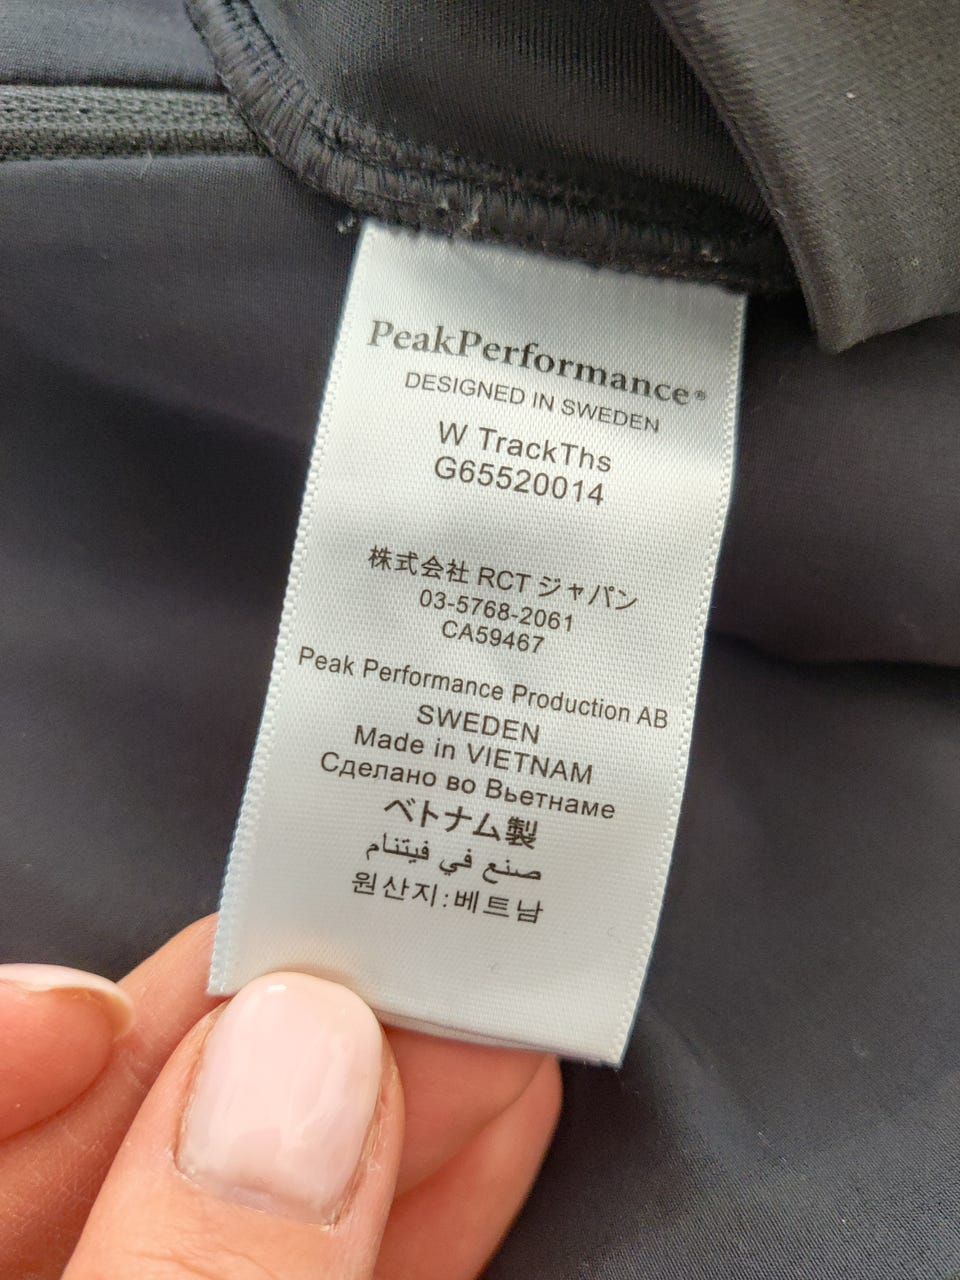 PeakPerformance®
DESIGNED IN SWEDEN
W TrackThs
G65520014
株式会社 RCT ジャパン
03-5768-2061
CA59467
Peak Performance Production AB
SWEDEN
Made in VIETNAM
Сделано во Вьетнаме
ベトナム製
صنع في فيتنام
원산지:베트남